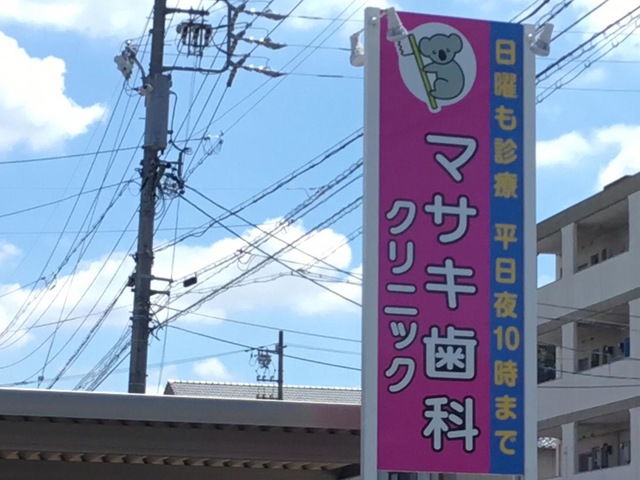 日曜も診療 平日夜10時まで
マサキ歯科
クリニック